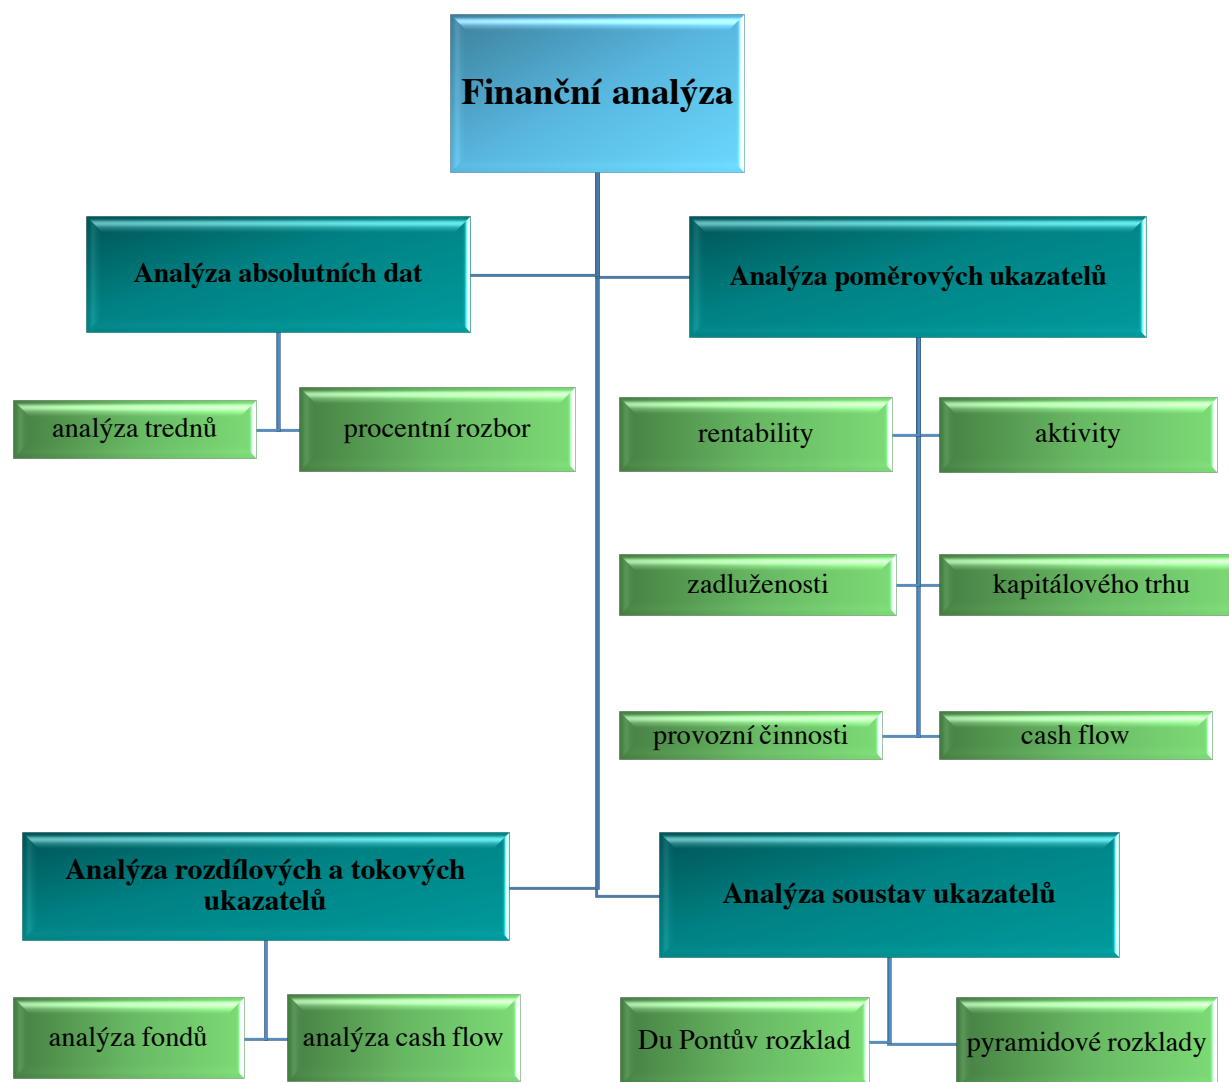 Finanční analýza
Analýza absolutních dat
Analýza poměrových ukazatelů
analýza trednů
procentní rozbor
rentability
aktivity
zadluženosti
kapitálového trhu
provozní činnosti
cash flow
Analýza rozdílových a tokových
ukazatelů
Analýza soustav ukazatelů
analýza fondů
analýza cash flow
Du Pontův rozklad
pyramidové rozklady